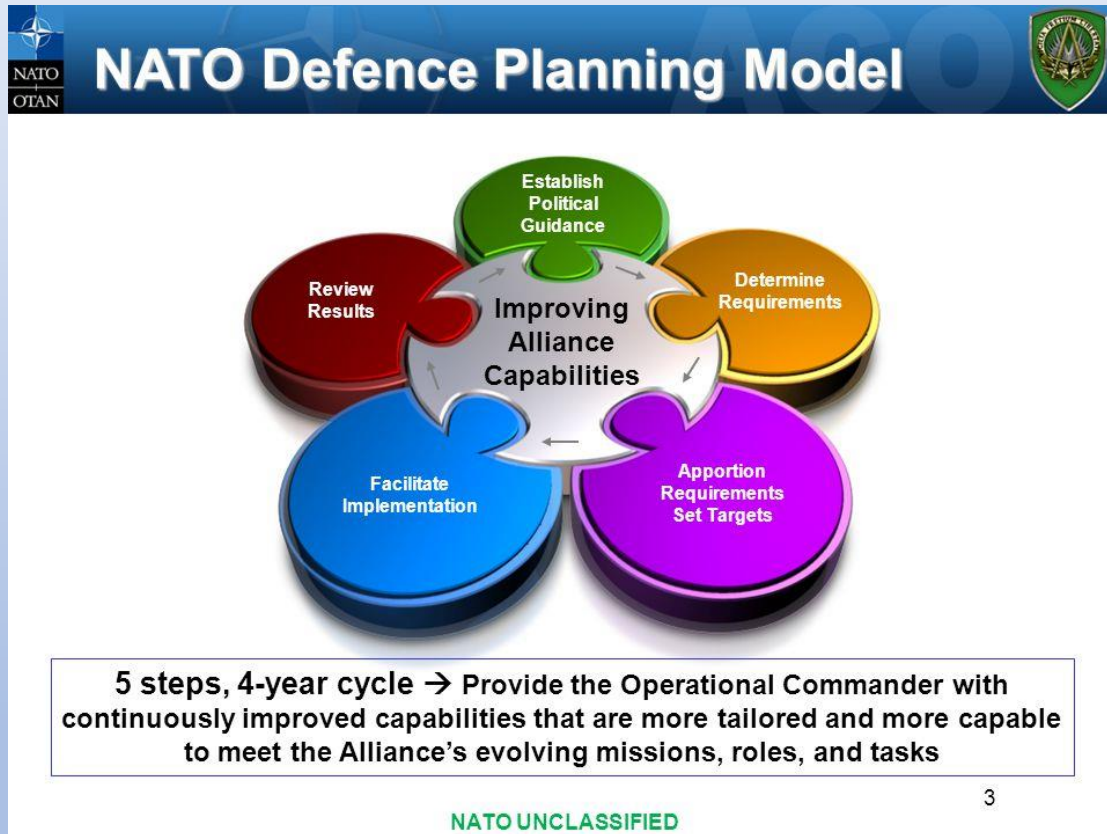 NATO
OTAN
NATO Defence Planning Model
ACO
Establish
Political
Guidance
Review
Results
Determine
Requirements
Improving
Alliance
Capabilities
Facilitate
Implementation
Apportion
Requirements
Set Targets
5 steps, 4-year cycle → Provide the Operational Commander with
continuously improved capabilities that are more tailored and more capable
to meet the Alliance’s evolving missions, roles, and tasks
3
NATO UNCLASSIFIED